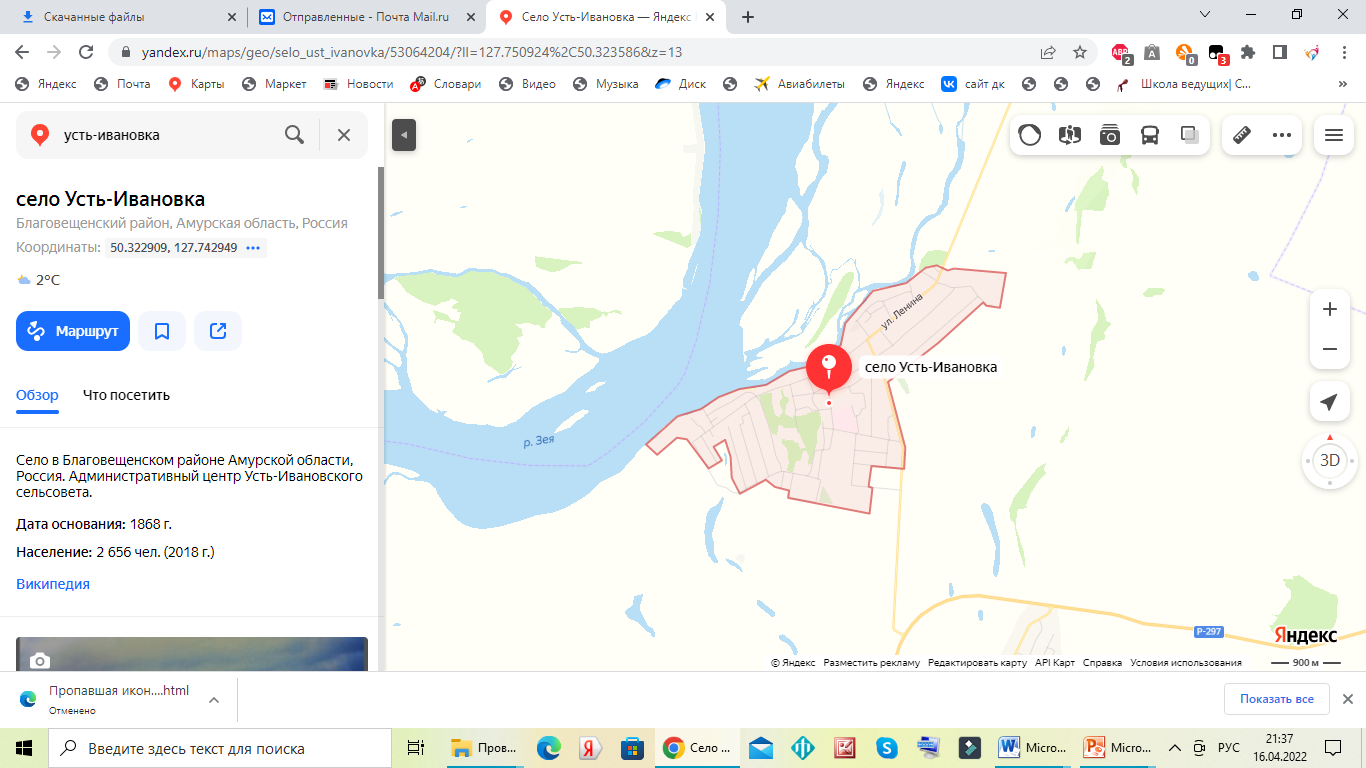 Скачанные файлы
Отправленные - Почта Mail.ru
Село Усть-Ивановка — Яндекс
yandex.ru/maps/geo/selo_ust_ivanovka/53064204/?ll=127.750924%2C50.323586&z=13
ABP 2
0
3
Яндекс
Почта
Карты
Маркет
Новости
Словари
Видео
Музыка
Диск
Авиабилеты
Яндекс
сайт дк
Школа ведущих| С...
»
усть-ивановка
село Усть-Ивановка
Благовещенский район, Амурская область, Россия
Координаты: 50.322909, 127.742949
2°C
Маршрут
Обзор
Что посетить
Село в Благовещенском районе Амурской области,
Россия. Административный центр Усть-Ивановского
сельсовета.
Дата основания: 1868 г.
Население: 2 656 чел. (2018 г.)
Википедия
ул. Ленина
село Усть-Ивановка
р. Зея
3D
Р-297
Яндекс
© Яндекс Разместить рекламу Редактировать карту API Карт Справка Условия использования
900 м
Пропавшая икон....html
Отменено
Показать все
Введите здесь текст для поиска
Пров...
Село ...
Micro...
Micro...
РУС
21:37
16.04.2022